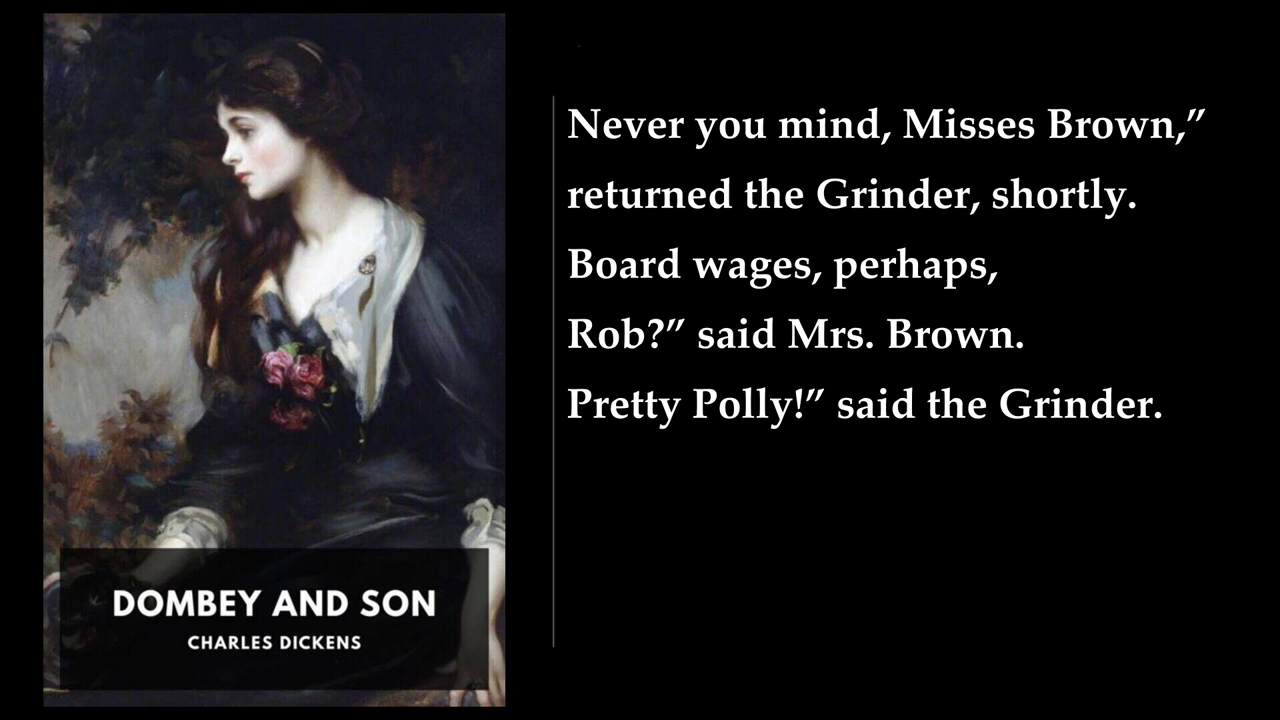 DOMBEY AND SON
CHARLES DICKENS
Never you mind, Misses Brown,”
returned the Grinder, shortly.
Board wages, perhaps,
Rob?” said Mrs. Brown.
Pretty Polly!” said the Grinder.